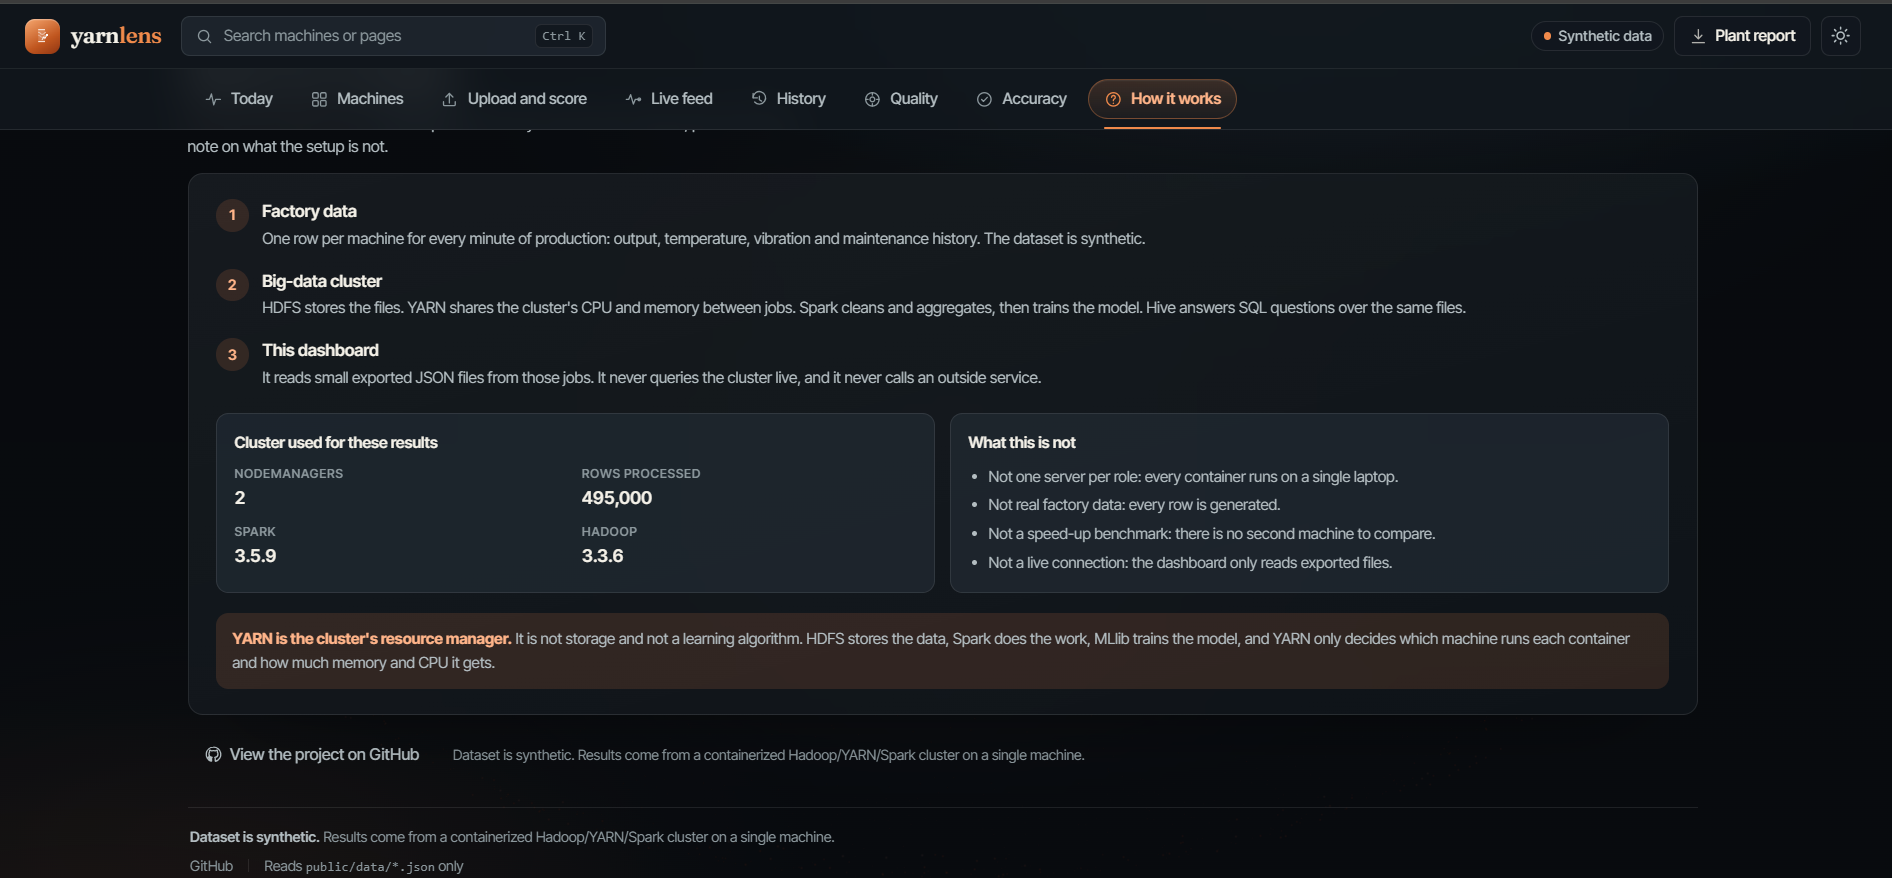 yarnlens
Search machines or pages
Ctrl K
Synthetic data
Plant report
Today
Machines
Upload and score
Live feed
History
Quality
Accuracy
How it works
note on what the setup is not.
1
Factory data
One row per machine for every minute of production: output, temperature, vibration and maintenance history. The dataset is synthetic.
2
Big-data cluster
HDFS stores the files. YARN shares the cluster's CPU and memory between jobs. Spark cleans and aggregates, then trains the model. Hive answers SQL questions over the same files.
3
This dashboard
It reads small exported JSON files from those jobs. It never queries the cluster live, and it never calls an outside service.
Cluster used for these results
NODEMANAGERS
2
ROWS PROCESSED
495,000
SPARK
3.5.9
HADOOP
3.3.6
What this is not
• Not one server per role: every container runs on a single laptop.
• Not real factory data: every row is generated.
• Not a speed-up benchmark: there is no second machine to compare.
• Not a live connection: the dashboard only reads exported files.
YARN is the cluster's resource manager. It is not storage and not a learning algorithm. HDFS stores the data, Spark does the work, MLlib trains the model, and YARN only decides which machine runs each container
and how much memory and CPU it gets.
View the project on GitHub
Dataset is synthetic. Results come from a containerized Hadoop/YARN/Spark cluster on a single machine.
Dataset is synthetic. Results come from a containerized Hadoop/YARN/Spark cluster on a single machine.
GitHub
Reads public/data/*.json only